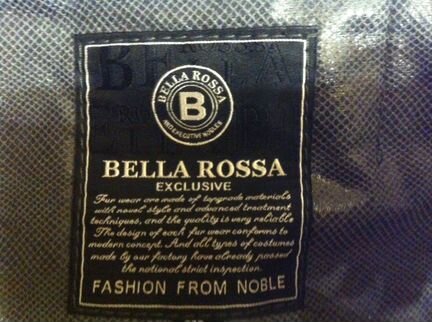 BELLA ROSSA
B
BELLA ROSSA
EXCLUSIVE
Fur wear are made of topgrade materials
with novel style and advanced treatment
techniques, and the quality is very reliable
The design of each fur wear conforms to
modern concept. And all types of costumes
made by our factory have already passed
the national strict inspection.
FASHION FROM NOBLE